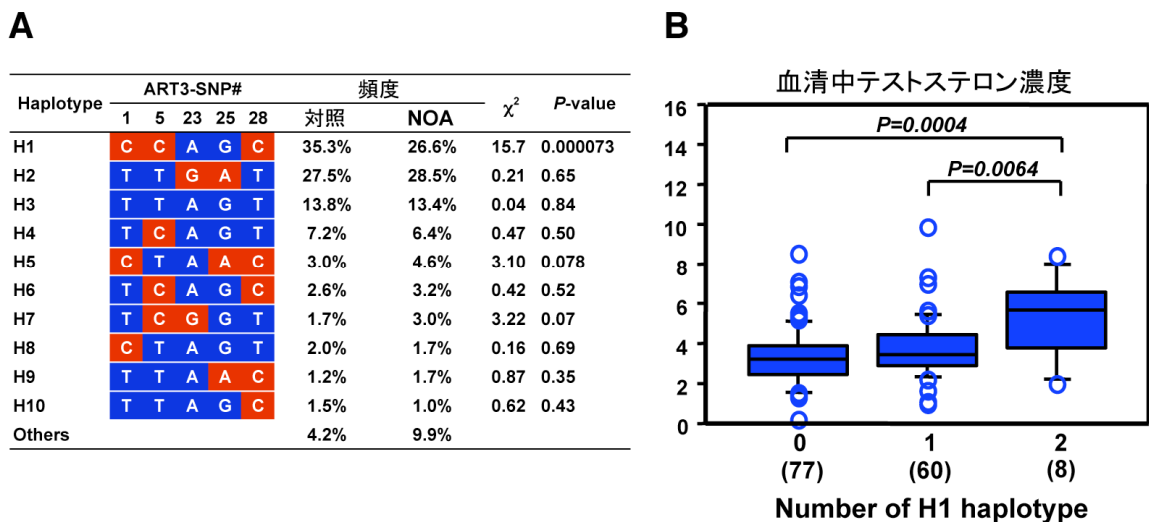 A
Haplotype ART3-SNP# 頻度 χ² P-value
1 5 23 25 28 対照 NOA
H1 C C A G C 35.3% 26.6% 15.7 0.000073
H2 T T G A T 27.5% 28.5% 0.21 0.65
H3 T T A G T 13.8% 13.4% 0.04 0.84
H4 T C A G T 7.2% 6.4% 0.47 0.50
H5 C T A A C 3.0% 4.6% 3.10 0.078
H6 T C A G C 2.6% 3.2% 0.42 0.52
H7 T C G G T 1.7% 3.0% 3.22 0.07
H8 C T A G T 2.0% 1.7% 0.16 0.69
H9 T T A A C 1.2% 1.7% 0.87 0.35
H10 T T A G C 1.5% 1.0% 0.62 0.43
Others 4.2% 9.9%
B
血清中テストステロン濃度
16
14
12
10
8
6
4
2
0
P=0.0004
P=0.0064
0 1 2
(77) (60) (8)
Number of H1 haplotype